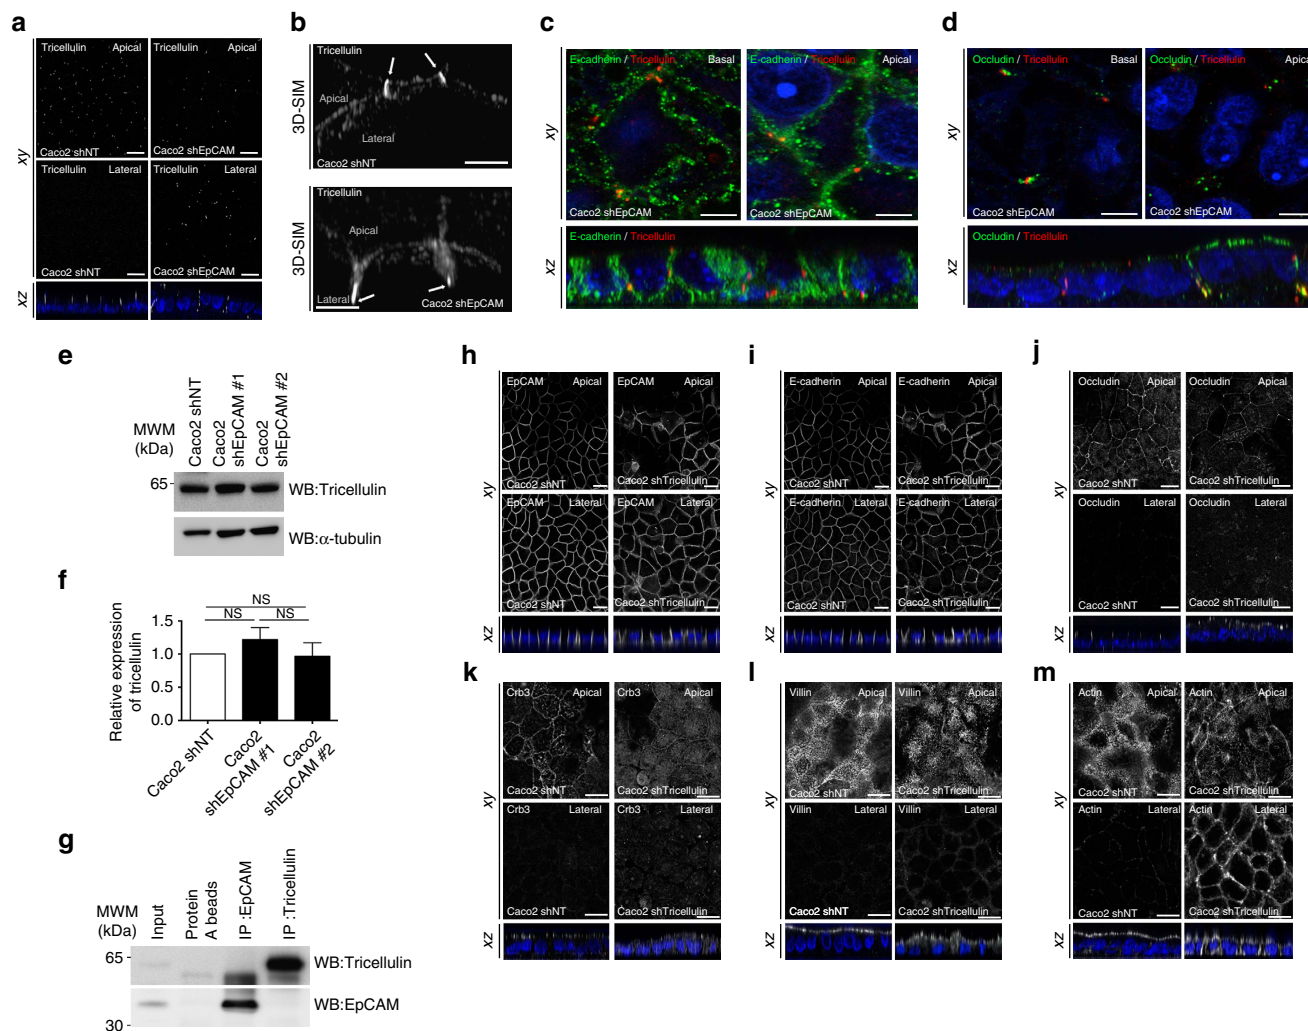 a
Tricellulin Apical
Tricellulin Apical
xy
Caco2 shNT
Caco2 shEpCAM
Tricellulin Lateral
Tricellulin Lateral
Caco2 shNT
Caco2 shEpCAM
xz
b
Tricellulin
3D-SIM
Apical
Lateral
Caco2 shNT
Tricellulin
3D-SIM
Apical
Lateral
Caco2 shEpCAM
c
E-cadherin / Tricellulin Basal
E-cadherin / Tricellulin Apical
xy
Caco2 shEpCAM
Caco2 shEpCAM
E-cadherin / Tricellulin
xz
d
Occludin / Tricellulin Basal
Occludin / Tricellulin Apica
xy
Caco2 shEpCAM
Caco2 shEpCAM
Occludin / Tricellulin
xz
e
MWM
(kDa)
Caco2 shNT
Caco2
shEpCAM #1
Caco2
shEpCAM #2
65
WB:Tricellulin
WB:α-tubulin
f
NS
NS NS
Relative expression
of tricellulin
1.5
1.0
0.5
0.0
Caco2 shNT
Caco2
shEpCAM #1
Caco2
shEpCAM #2
g
MWM
(kDa)
Input
Protein
A beads
IP :EpCAM
IP :Tricellulin
65
WB:Tricellulin
WB:EpCAM
30
h
EpCAM Apical
EpCAM Apical
xy
Caco2 shNT
Caco2 shTricellulin
EpCAM Lateral
EpCAM Lateral
Caco2 shNT
Caco2 shTricellulin
xz
i
E-cadherin Apical
E-cadherin Apical
xy
Caco2 shNT
Caco2 shTricellulin
E-cadherin Lateral
E-cadherin Lateral
Caco2 shNT
Caco2 shTricellulin
xz
j
Occludin Apical
Occludin Apical
xy
Caco2 shNT
Caco2 shTricellulin
Occludin Lateral
Occludin Lateral
Caco2 shNT
Caco2 shTricellulin
xz
k
Crb3 Apical
Crb3 Apical
xy
Caco2 shNT
Caco2 shTricellulin
Crb3 Lateral
Crb3 Lateral
Caco2 shNT
Caco2 shTricellulin
xz
l
Villin Apical
Villin Apical
xy
Caco2 shNT
Caco2 shTricellulin
Villin Lateral
Villin Lateral
Caco2 shNT
Caco2 shTricellulin
xz
m
Actin Apical
Actin Apical
xy
Caco2 shNT
Caco2 shTricellulin
Actin Lateral
Actin Lateral
Caco2 shNT
Caco2 shTricellulin
xz